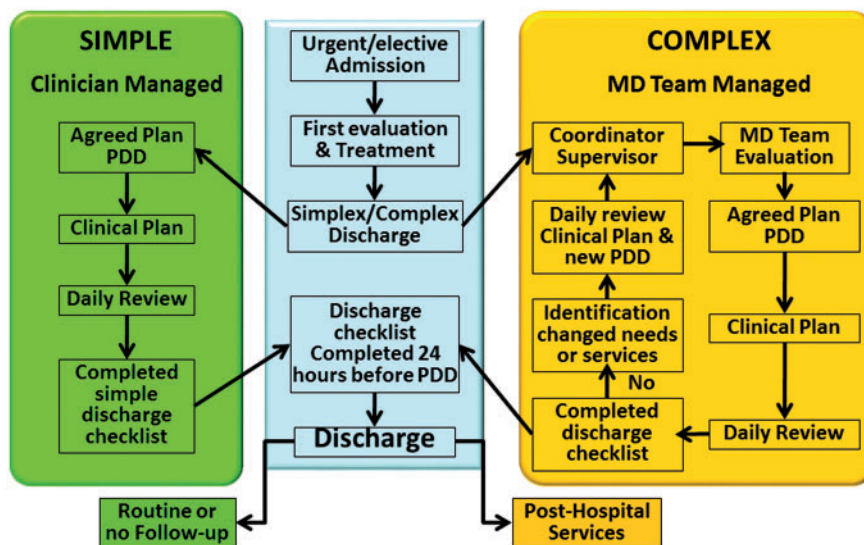 SIMPLE
Clinician Managed
Agreed Plan
PDD
Clinical Plan
Daily Review
Completed
simple
discharge
checklist
Urgent/elective
Admission
First evaluation
& Treatment
Simplex/Complex
Discharge
Discharge
checklist
Completed 24
hours before PDD
Discharge
COMPLEX
MD Team Managed
Coordinator
Supervisor
MD Team
Evaluation
Daily review
Clinical Plan &
new PDD
Agreed Plan
PDD
Identification
changed needs
or services
Clinical Plan
No
Completed
discharge
checklist
Daily Review
Routine or
no Follow-up
Post-Hospital
Services